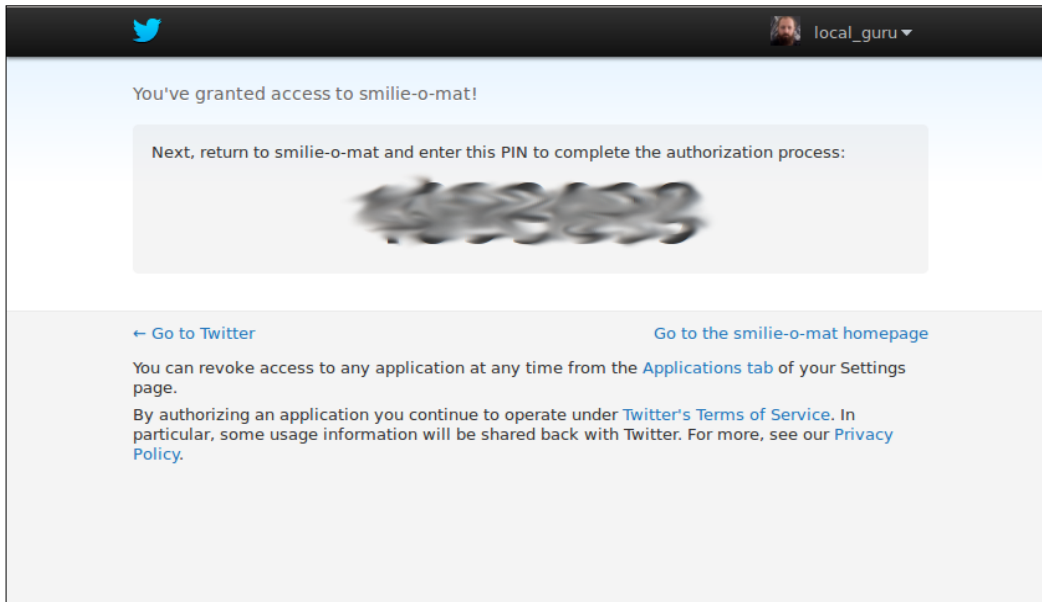 local_guru
You've granted access to smilie-o-mat!
Next, return to smilie-o-mat and enter this PIN to complete the authorization process:
← Go to Twitter
Go to the smilie-o-mat homepage
You can revoke access to any application at any time from the Applications tab of your Settings
page.
By authorizing an application you continue to operate under Twitter's Terms of Service. In
particular, some usage information will be shared back with Twitter. For more, see our Privacy
Policy.